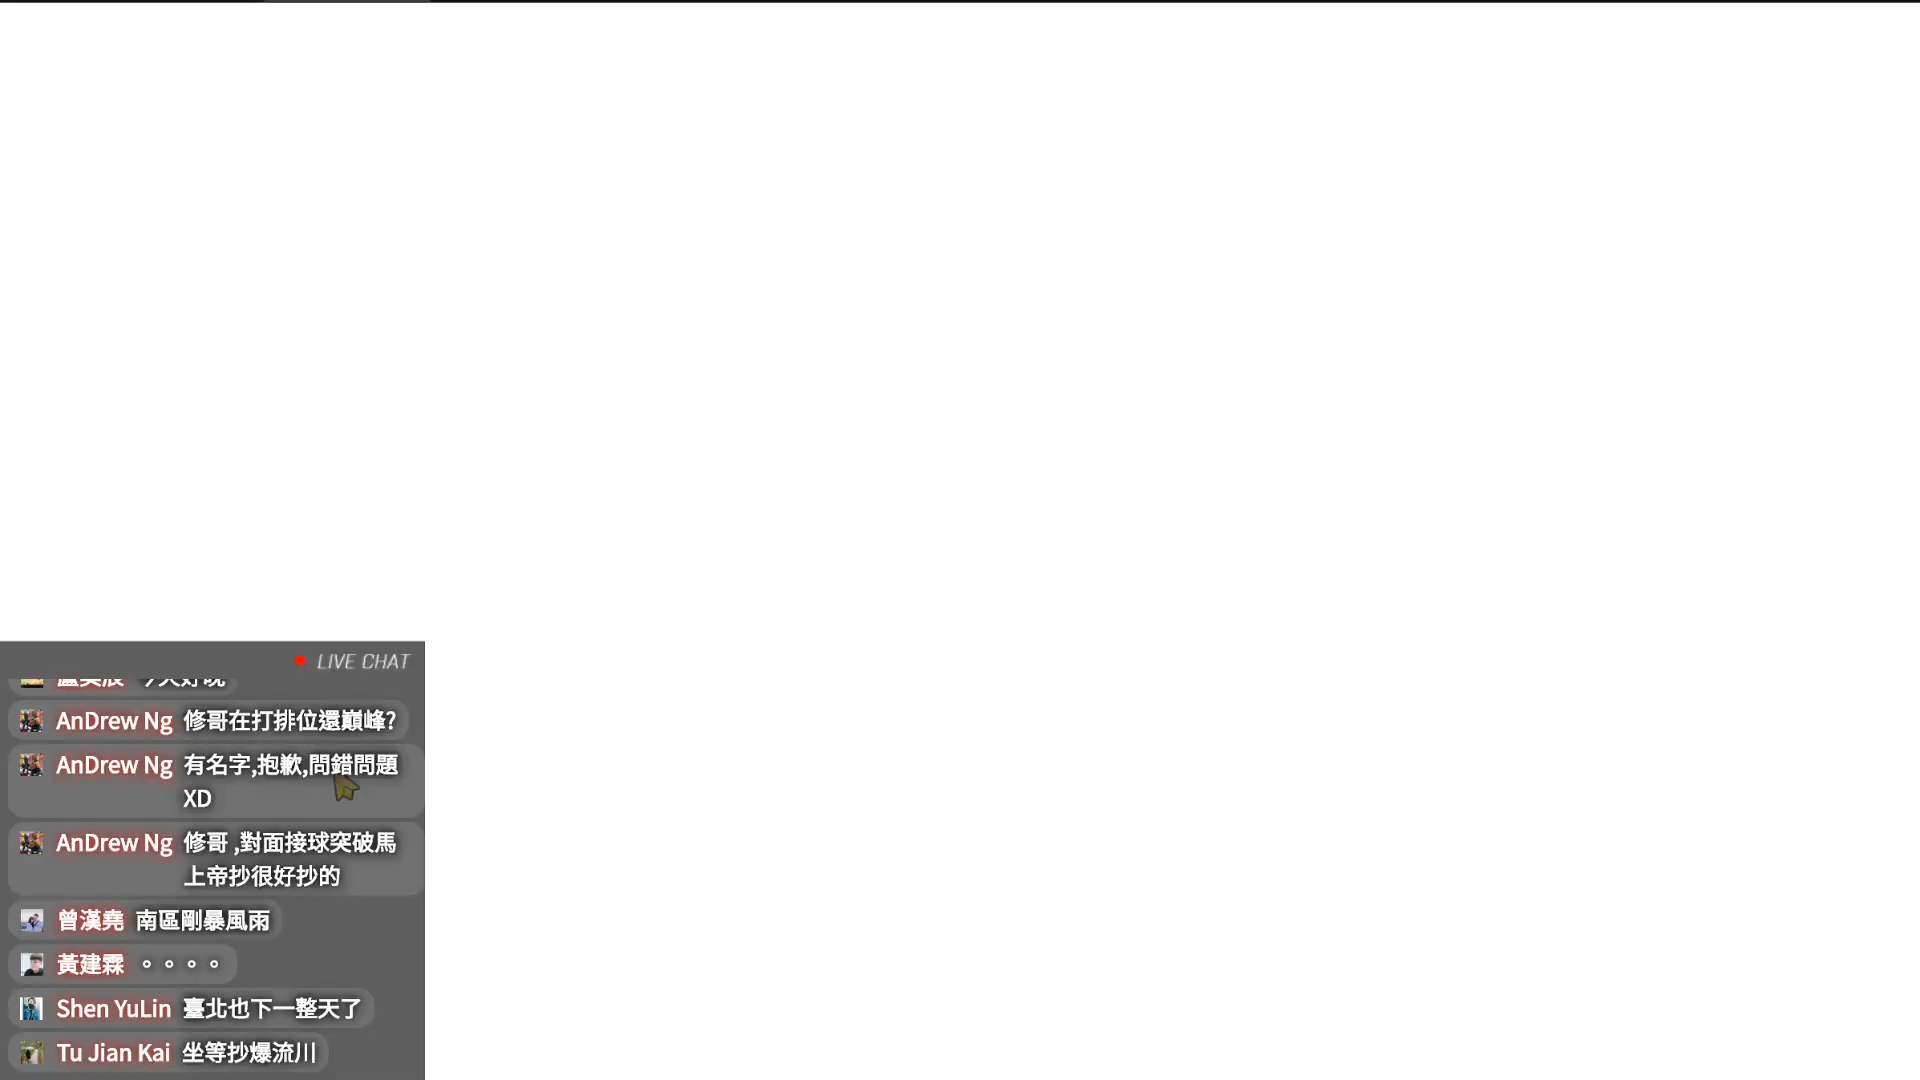 LIVE CHAT
AnDrew Ng 修哥在打排位還巔峰?
AnDrew Ng 有名字,抱歉,問錯問題
XD
AnDrew Ng 修哥 ,對面接球突破馬
上帝抄很好抄的
曾漢堯 南區剛暴風雨
黃建霖 。。。。
Shen YuLin 臺北也下一整天了
Tu Jian Kai 坐等抄爆流川